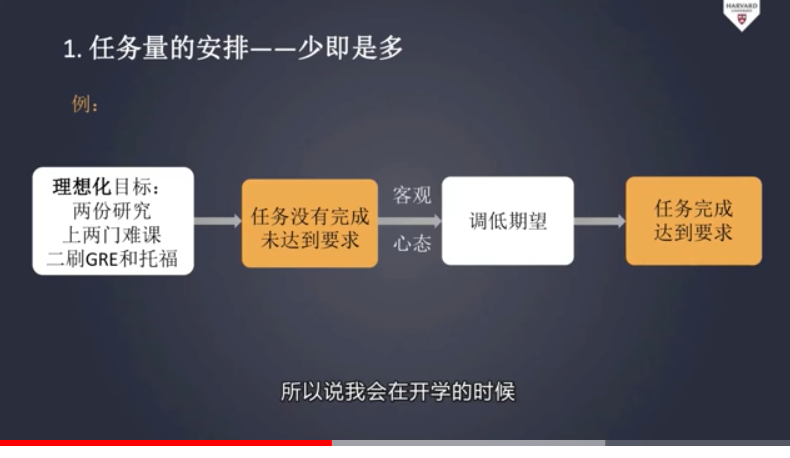 HARVARD
1. 任务量的安排——少即是多
例：
理想化目标：
两份研究
上两门难课
二刷GRE和托福
任务没有完成
未达到要求
客观
心态
调低期望
任务完成
达到要求
所以说我会在开学的时候